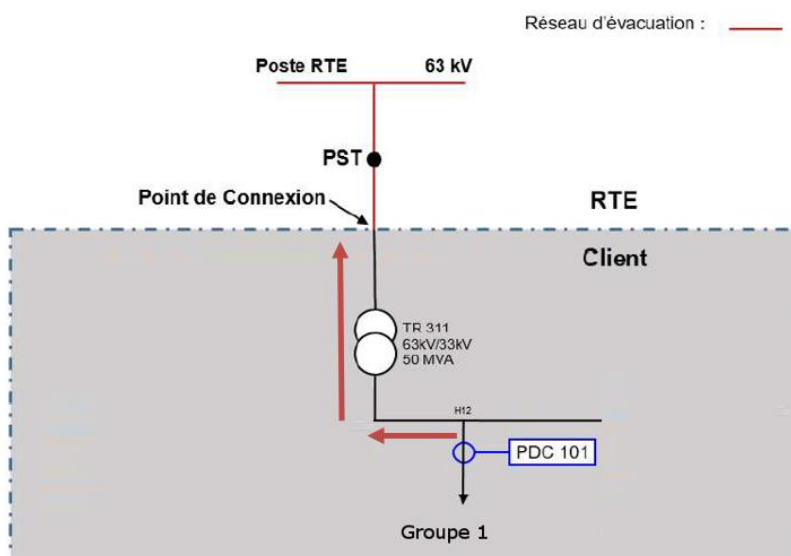 Réseau d'évacuation :
Poste RTE 63 kV
PST
Point de Connexion
RTE
Client
TR 311
63kV/33kV
50 MVA
H12
PDC 101
Groupe 1